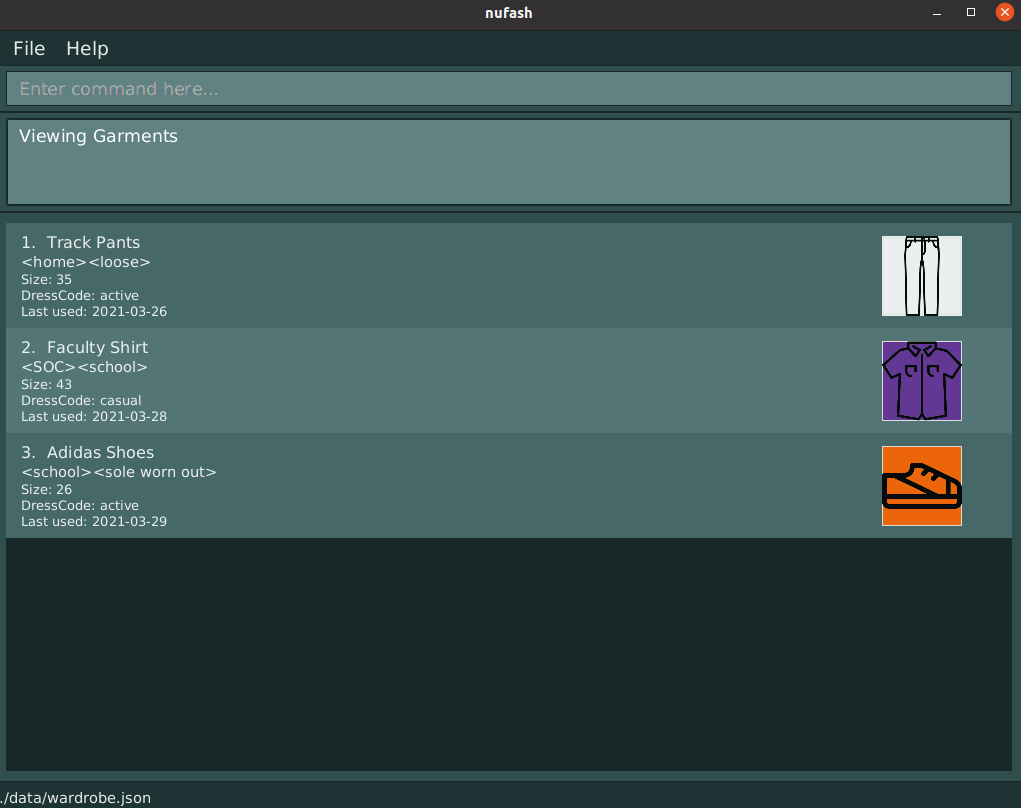 nufash
File Help
Enter command here...
Viewing Garments
1. Track Pants
<home><loose>
Size: 35
DressCode: active
Last used: 2021-03-26
2. Faculty Shirt
<SOC><school>
Size: 43
DressCode: casual
Last used: 2021-03-28
3. Adidas Shoes
<school><sole worn out>
Size: 26
DressCode: active
Last used: 2021-03-29
./data/wardrobe.json